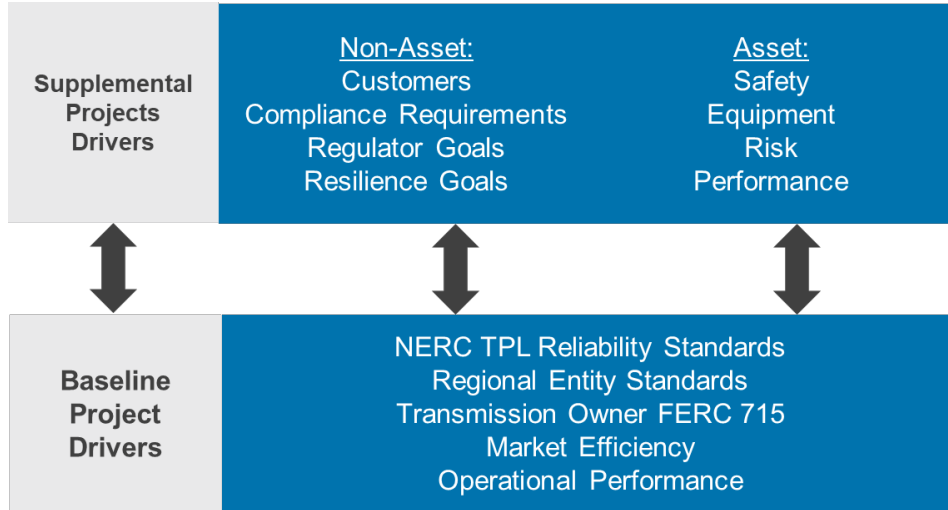 Supplemental
Projects
Drivers
Non-Asset:
Customers
Compliance Requirements
Regulator Goals
Resilience Goals
Asset:
Safety
Equipment
Risk
Performance
Baseline
Project
Drivers
NERC TPL Reliability Standards
Regional Entity Standards
Transmission Owner FERC 715
Market Efficiency
Operational Performance